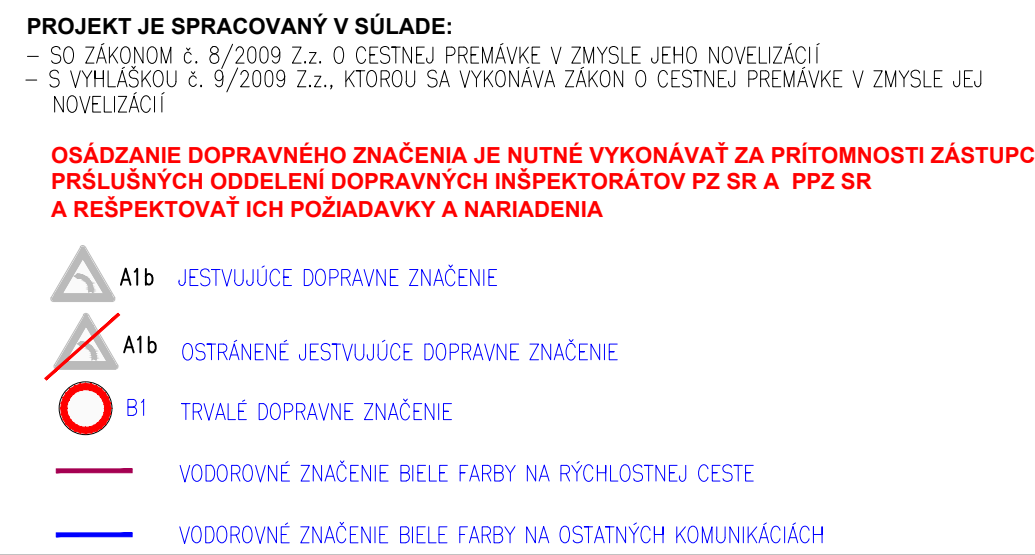 PROJEKT JE SPRACOVANÝ V SÚLADE:
– SO ZÁKONOM č. 8/2009 Z.z. O CESTNEJ PREMÁVKE V ZMYSLE JEHO NOVELIZÁCIÍ
– S VYHLÁŠKOU č. 9/2009 Z.z., KTOROU SA VYKONÁVA ZÁKON O CESTNEJ PREMÁVKE V ZMYSLE JEJ
NOVELIZÁCIÍ
OSÁDZANIE DOPRAVNÉHO ZNAČENIA JE NUTNÉ VYKONÁVAŤ ZA PRÍTOMNOSTI ZÁSTUPC
PRŚLUŠNÝCH ODDELENÍ DOPRAVNÝCH INŠPEKTORÁTOV PZ SR A PPZ SR
A REŠPEKTOVAŤ ICH POŽIADAVKY A NARIADENIA
A1b JESTVUJÚCE DOPRAVNE ZNAČENIE
A1b OSTRÁNENÉ JESTVUJÚCE DOPRAVNE ZNAČENIE
B1 TRVALÉ DOPRAVNE ZNAČENIE
VODOROVNÉ ZNAČENIE BIELE FARBY NA RÝCHLOSTNEJ CESTE
VODOROVNÉ ZNAČENIE BIELE FARBY NA OSTATNÝCH KOMUNIKÁCIÁCH